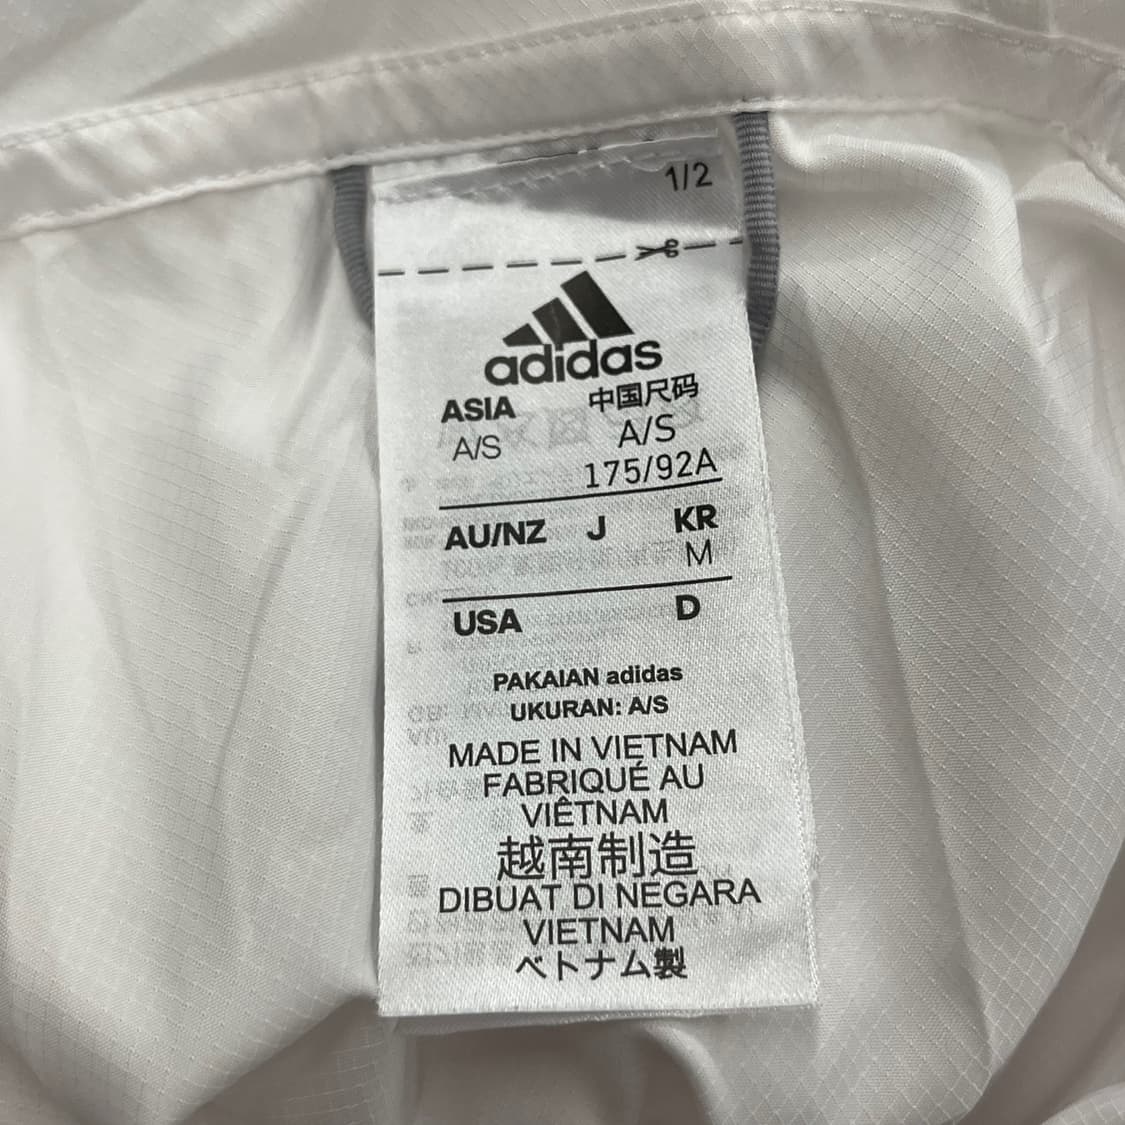 1/2
adidas
ASIA 中国尺码
A/S A/S
175/92A
AU/NZ J KR
M
USA D
PAKAIAN adidas
UKURAN: A/S
MADE IN VIETNAM
FABRIQUÉ AU
VIÊTNAM
越南制造
DIBUAT DI NEGARA
VIETNAM
ベトナム製